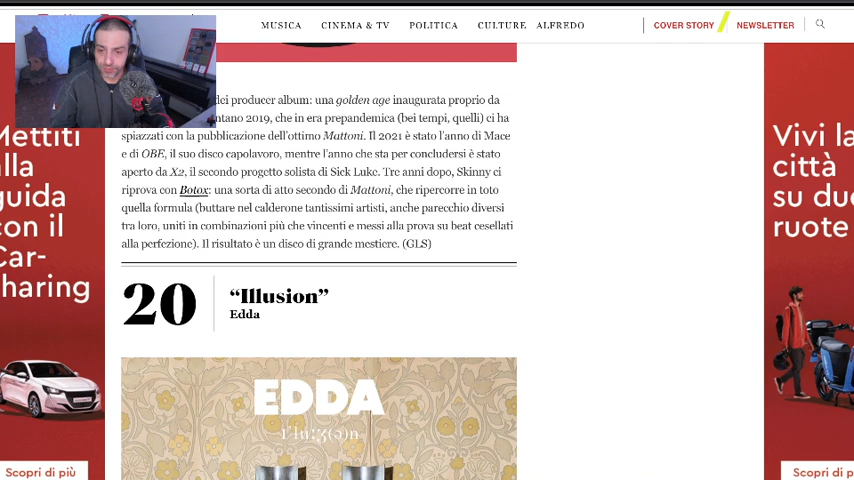 MUSICA CINEMA & TV POLITICA CULTURE ALFREDO COVER STORY NEWSLETTER
dei producer album: una golden age inaugurata proprio da
2019, che in era prepandemica (bei tempi, quelli) ci ha
spiazzati con la pubblicazione dell'ottimo Mattoni. Il 2021 è stato l'anno di Mace
e di OBE, il suo disco capolavoro, mentre l'anno che sta per concludersi è stato
aperto da X2, il secondo progetto solista di Sick Luke. Tre anni dopo, Skinny ci
riprova con Botox: una sorta di atto secondo di Mattoni, che ripercorre in toto
quella formula (buttare nel calderone tantissimi artisti, anche parecchio diversi
tra loro, uniti in combinazioni più che vincenti e messi alla prova su beat cesellati
alla perfezione). Il risultato è un disco di grande mestiere. (GLS)
20
“Illusion”
Edda
EDDA
Mettiti
alla
guida
con il
Car-
haring
Scopri di più
Vivi la
città
su du
ruote
Scopri di p